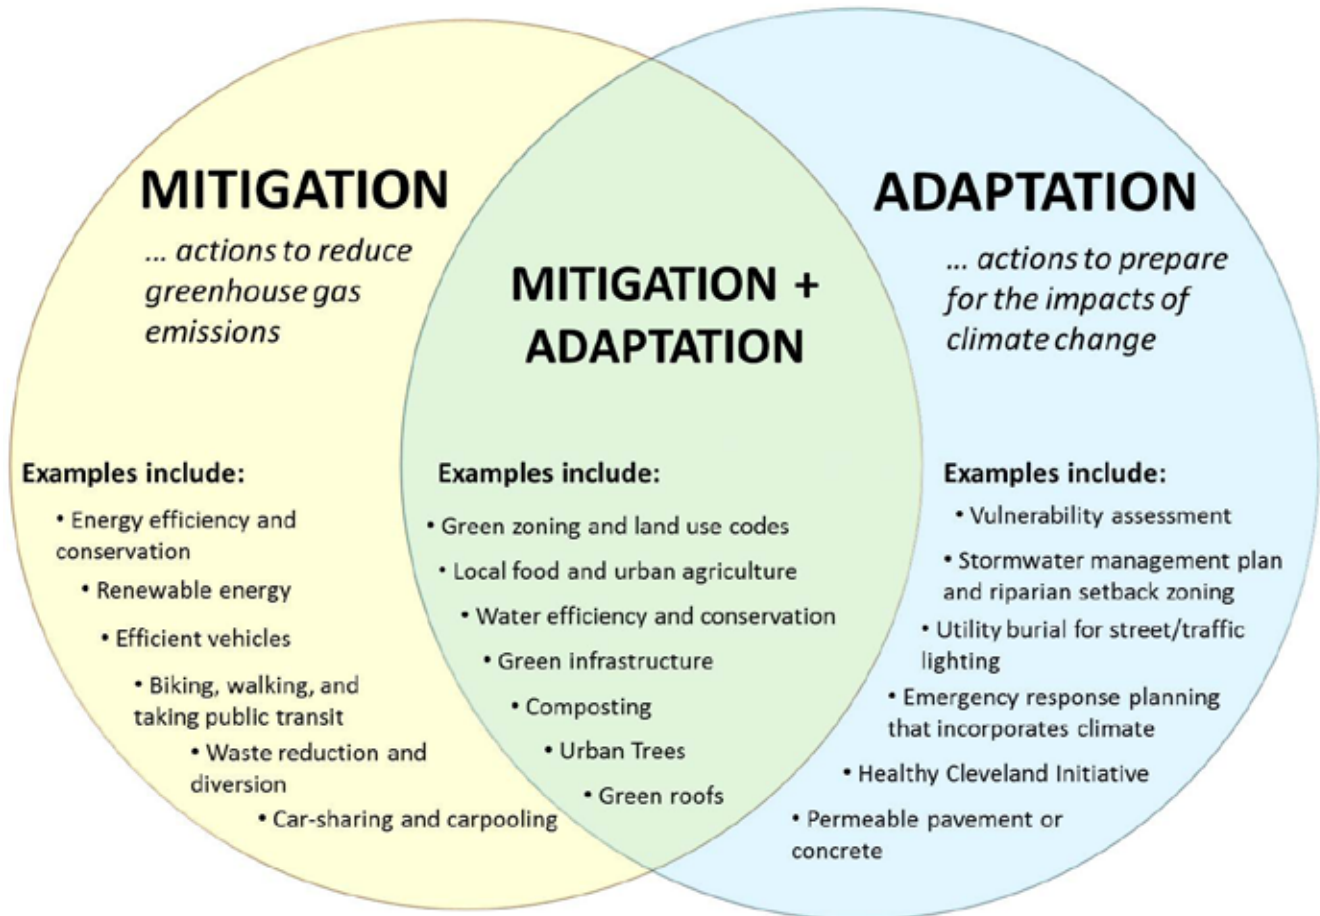 MITIGATION
... actions to reduce
greenhouse gas
emissions
Examples include:
• Energy efficiency and
conservation
• Renewable energy
• Efficient vehicles
• Biking, walking, and
taking public transit
• Waste reduction and
diversion
• Car-sharing and carpooling
MITIGATION +
ADAPTATION
Examples include:
• Green zoning and land use codes
• Local food and urban agriculture
• Water efficiency and conservation
• Green infrastructure
• Composting
• Urban Trees
• Green roofs
ADAPTATION
... actions to prepare
for the impacts of
climate change
Examples include:
• Vulnerability assessment
• Stormwater management plan
and riparian setback zoning
• Utility burial for street/traffic
lighting
• Emergency response planning
that incorporates climate
• Healthy Cleveland Initiative
• Permeable pavement or
concrete